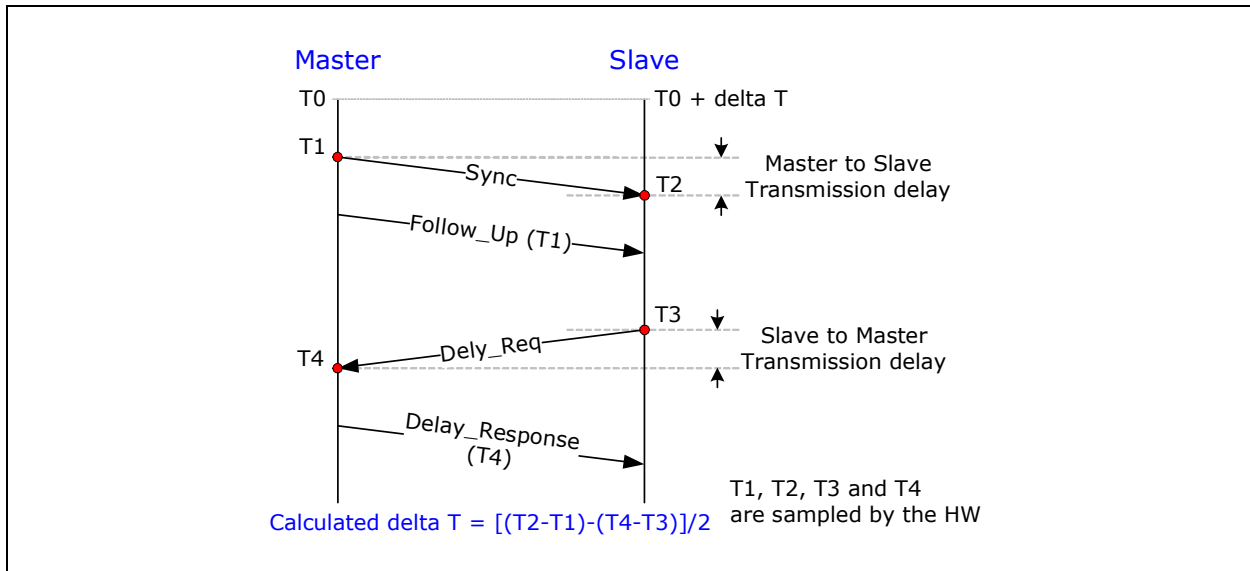 Master
Slave
T0
T0 + delta T
T1
Sync
T2
Master to Slave
Transmission delay
Follow_Up (T1)
T3
Dely_Req
Slave to Master
Transmission delay
T4
Delay_Response
(T4)
T1, T2, T3 and T4
are sampled by the HW
Calculated delta T = [(T2-T1)-(T4-T3)]/2